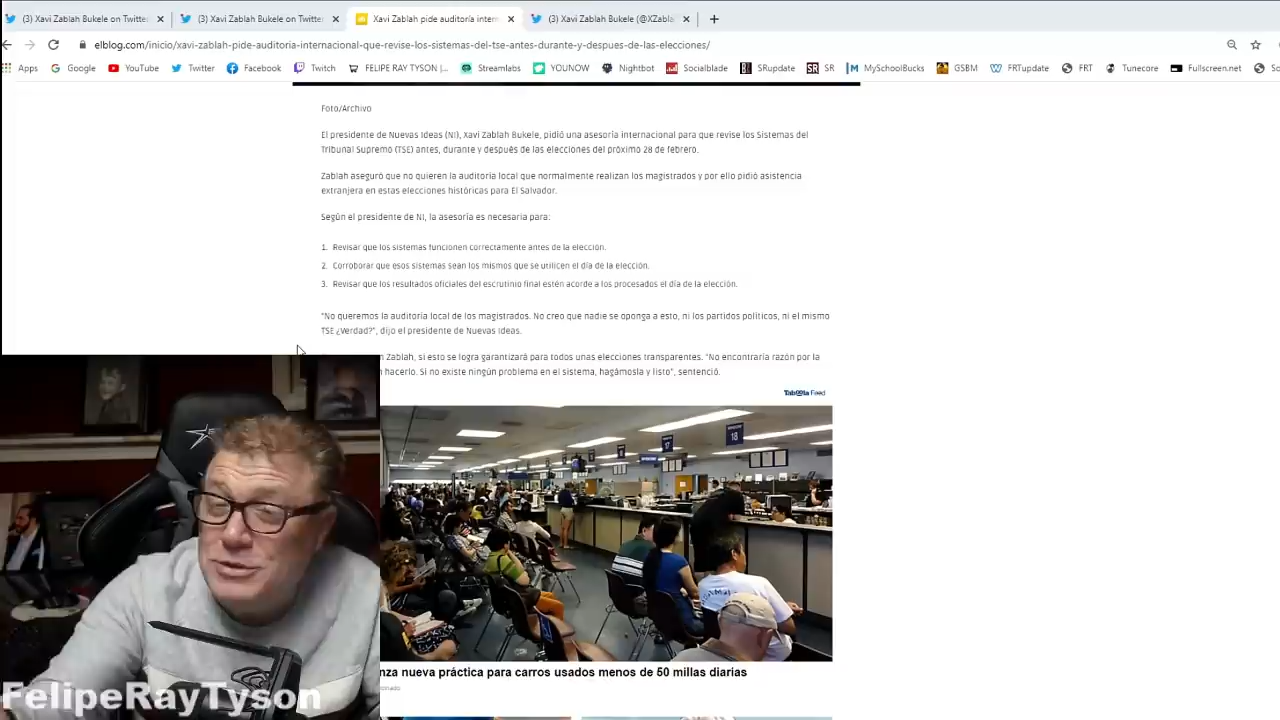 (3) Xavi Zablah Bukele on Twitte
(3) Xavi Zablah Bukele on Twitte
Xavi Zablah pide auditoría intern
(3) Xavi Zablah Bukele (@XZabla
elblog.com/inicio/xavi-zablah-pide-auditoria-internacional-que-revise-los-sistemas-del-tse-antes-durante-y-despues-de-las-elecciones/
Apps Google YouTube Twitter Facebook Twitch FELIPE RAY TYSON |... Streamlabs YOUNOW Nightbot Socialblade SRupdate SR MySchoolBucks GSBM FRTupdate FRT Tunecore Fullscreen.net So
Foto/Archivo
El presidente de Nuevas Ideas (NI), Xavi Zablah Bukele, pidió una asesoría internacional para que revise los Sistemas del
Tribunal Supremo (TSE) antes, durante y después de las elecciones del próximo 28 de febrero.
Zablah aseguró que no quieren la auditoría local que normalmente realizan los magistrados y por ello pidió asistencia
extranjera en estas elecciones históricas para El Salvador.
Según el presidente de NI, la asesoría es necesaria para:
1. Revisar que los sistemas funcionen correctamente antes de la elección.
2. Corroborar que esos sistemas sean los mismos que se utilicen el día de la elección.
3. Revisar que los resultados oficiales del escrutinio final estén acorde a los procesados el día de la elección.
"No queremos la auditoría local de los magistrados. No creo que nadie se oponga a esto, ni los partidos políticos, ni el mismo
TSE ¿Verdad?", dijo el presidente de Nuevas Ideas.
n Zablah, si esto se logra garantizará para todos unas elecciones transparentes. "No encontraría razón por la
n hacerlo. Si no existe ningún problema en el sistema, hagámosla y listo", sentenció.
Taboola Feed
17
18
nza nueva práctica para carros usados menos de 50 millas diarias
FelipeRayTyson